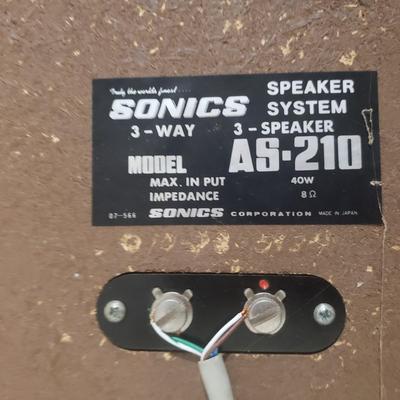 Truly the worlds finest....
SONICS SPEAKER SYSTEM
3-WAY 3-SPEAKER
MODEL AS-210
MAX. IN PUT 40W
IMPEDANCE 8Ω
07-566 SONICS CORPORATION MADE IN JAPAN